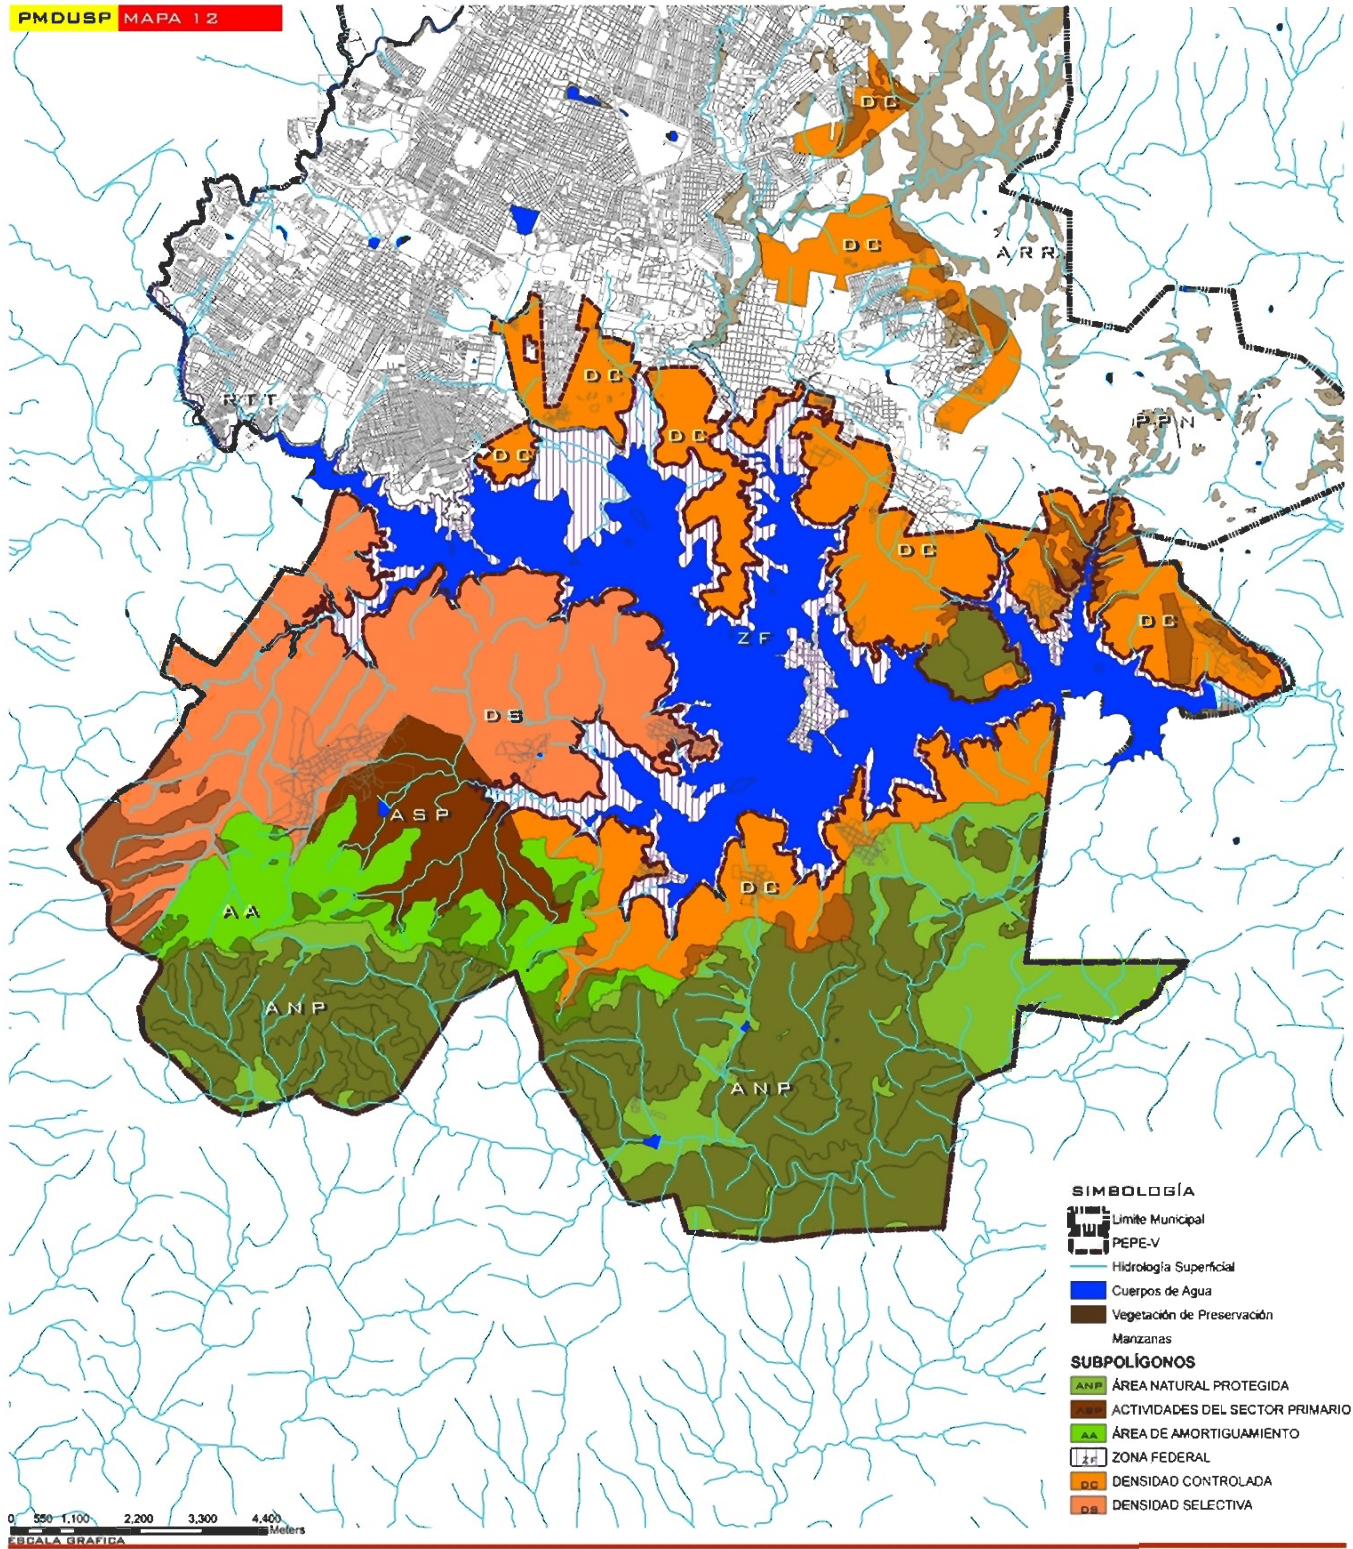 PMDUSP MAPA 12
DC
DC
ARR
DC
RTT
DC
PPN
DC
DC
DC
ZF
DS
ASP
DC
AA
ANP
ANP
SIMBOLOGÍA
Limite Municipal
PEPE-V
Hidrología Superficial
Cuerpos de Agua
Vegetación de Preservación
Manzanas
SUBPOLÍGONOS
ANP ÁREA NATURAL PROTEGIDA
ASP ACTIVIDADES DEL SECTOR PRIMARIO
AA ÁREA DE AMORTIGUAMIENTO
ZF ZONA FEDERAL
DC DENSIDAD CONTROLADA
DS DENSIDAD SELECTIVA
0 550 1,100 2,200 3,300 4,400
Meters
ESCALA GRAFICA